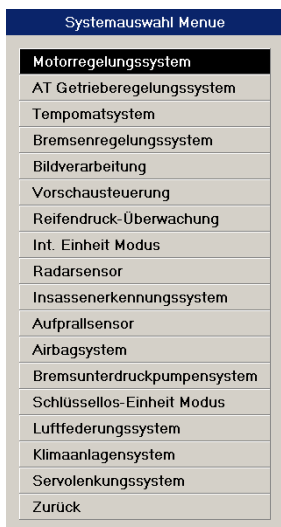 Systemauswahl Menue
Motorregelungssystem
AT Getrieberegelungssystem
Tempomatsystem
Bremsenregelungssystem
Bildverarbeitung
Vorschausteuerung
Reifendruck-Überwachung
Int. Einheit Modus
Radarsensor
Insassenerkennungssystem
Aufprallsensor
Airbagsystem
Bremsunterdruckpumpensystem
Schlüssellos-Einheit Modus
Luftfederungssystem
Klimaanlagensystem
Servolenkungssystem
Zurück